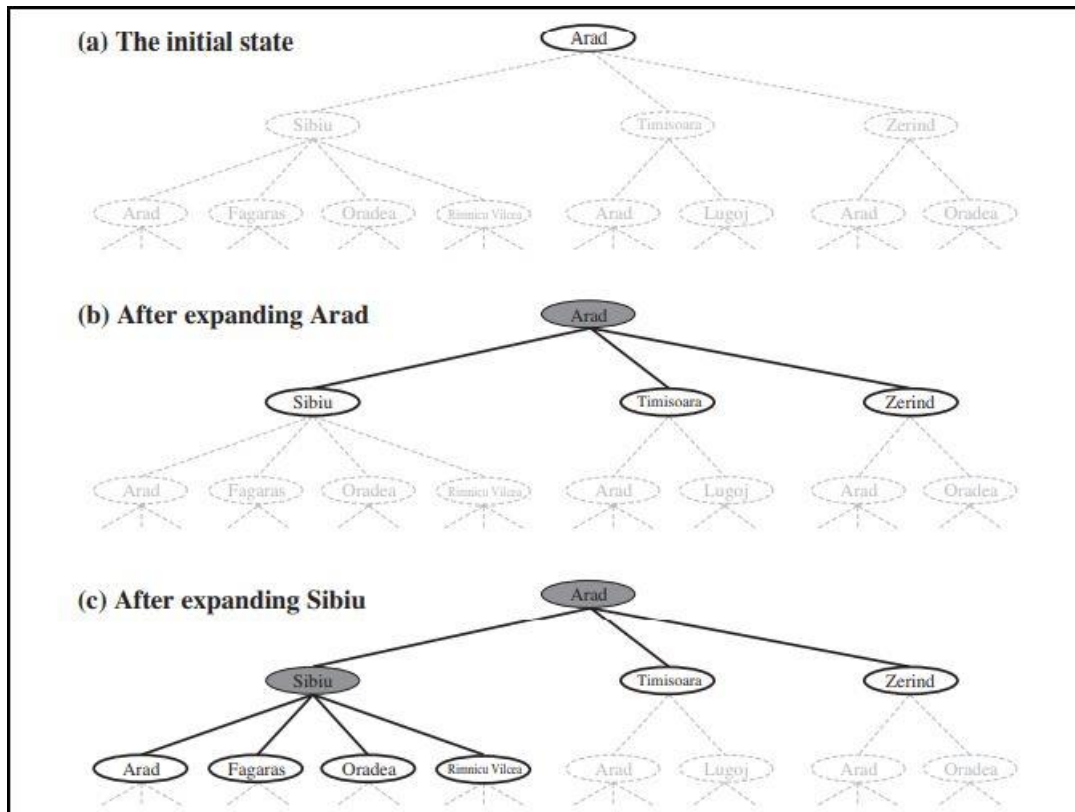 (a) The initial state
Arad
Sibiu Timisoara Zerind
Arad Fagaras Oradea Rimnicu Vilcea Arad Lugoj Arad Oradea
(b) After expanding Arad
Arad
Sibiu Timisoara Zerind
Arad Fagaras Oradea Rimnicu Vilcea Arad Lugoj Arad Oradea
(c) After expanding Sibiu
Arad
Sibiu Timisoara Zerind
Arad Fagaras Oradea Rimnicu Vilcea Arad Lugoj Arad Oradea